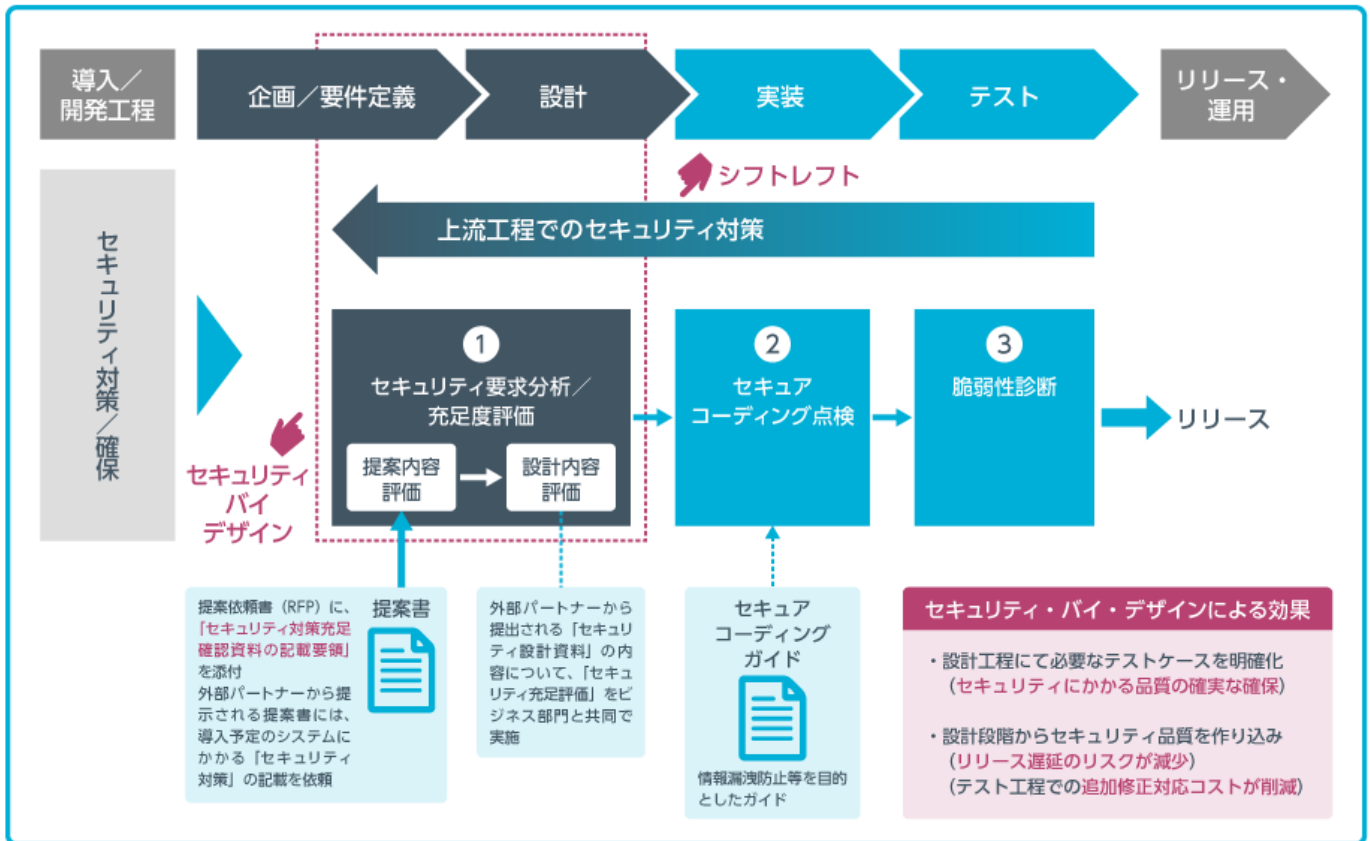 導入／
開発工程
企画／要件定義
設計
実装
テスト
リリース・
運用
シフトレフト
上流工程でのセキュリティ対策
セキュリティ対策／確保
セキュリティ
バイ
デザイン
1
セキュリティ要求分析／
充足度評価
提案内容
評価
設計内容
評価
2
セキュア
コーディング点検
3
脆弱性診断
リリース
提案依頼書（RFP）に、
「セキュリティ対策充足
確認資料の記載要領」
を添付
外部パートナーから提
示される提案書には、
導入予定のシステムに
かかる「セキュリティ
対策」の記載を依頼
提案書
外部パートナーから
提出される「セキュリ
ティ設計資料」の内
容について、「セキュ
リティ充足評価」をビ
ジネス部門と共同で
実施
セキュア
コーディング
ガイド
情報漏洩防止等を目的
としたガイド
セキュリティ・バイ・デザインによる効果
・設計工程にて必要なテストケースを明確化
（セキュリティにかかる品質の確実な確保）
・設計段階からセキュリティ品質を作り込み
（リリース遅延のリスクが減少）
（テスト工程での追加修正対応コストが削減）